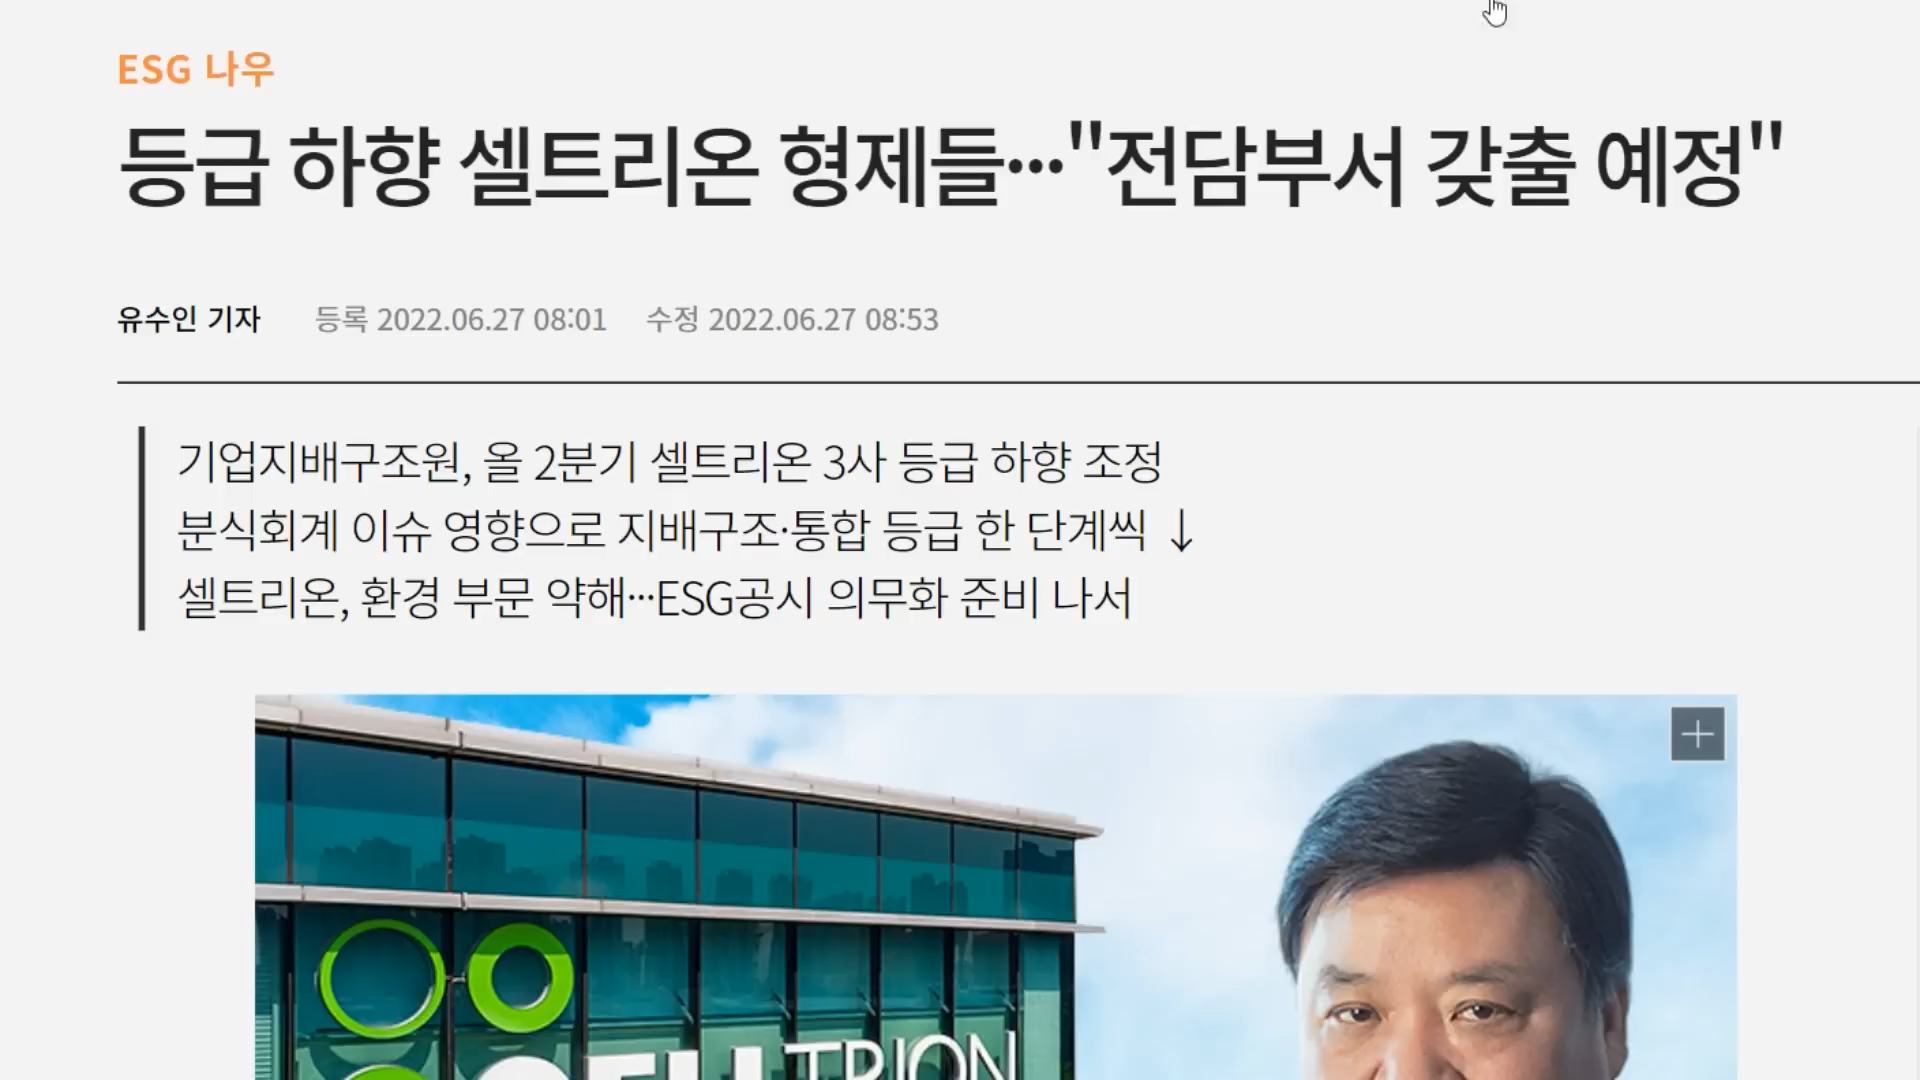 ESG 나우
등급 하향 셀트리온 형제들…"전담부서 갖출 예정"
유수인 기자 등록 2022.06.27 08:01 수정 2022.06.27 08:53
기업지배구조원, 올 2분기 셀트리온 3사 등급 하향 조정
분식회계 이슈 영향으로 지배구조·통합 등급 한 단계씩 ↓
셀트리온, 환경 부문 약해…ESG공시 의무화 준비 나서
CELLTRION